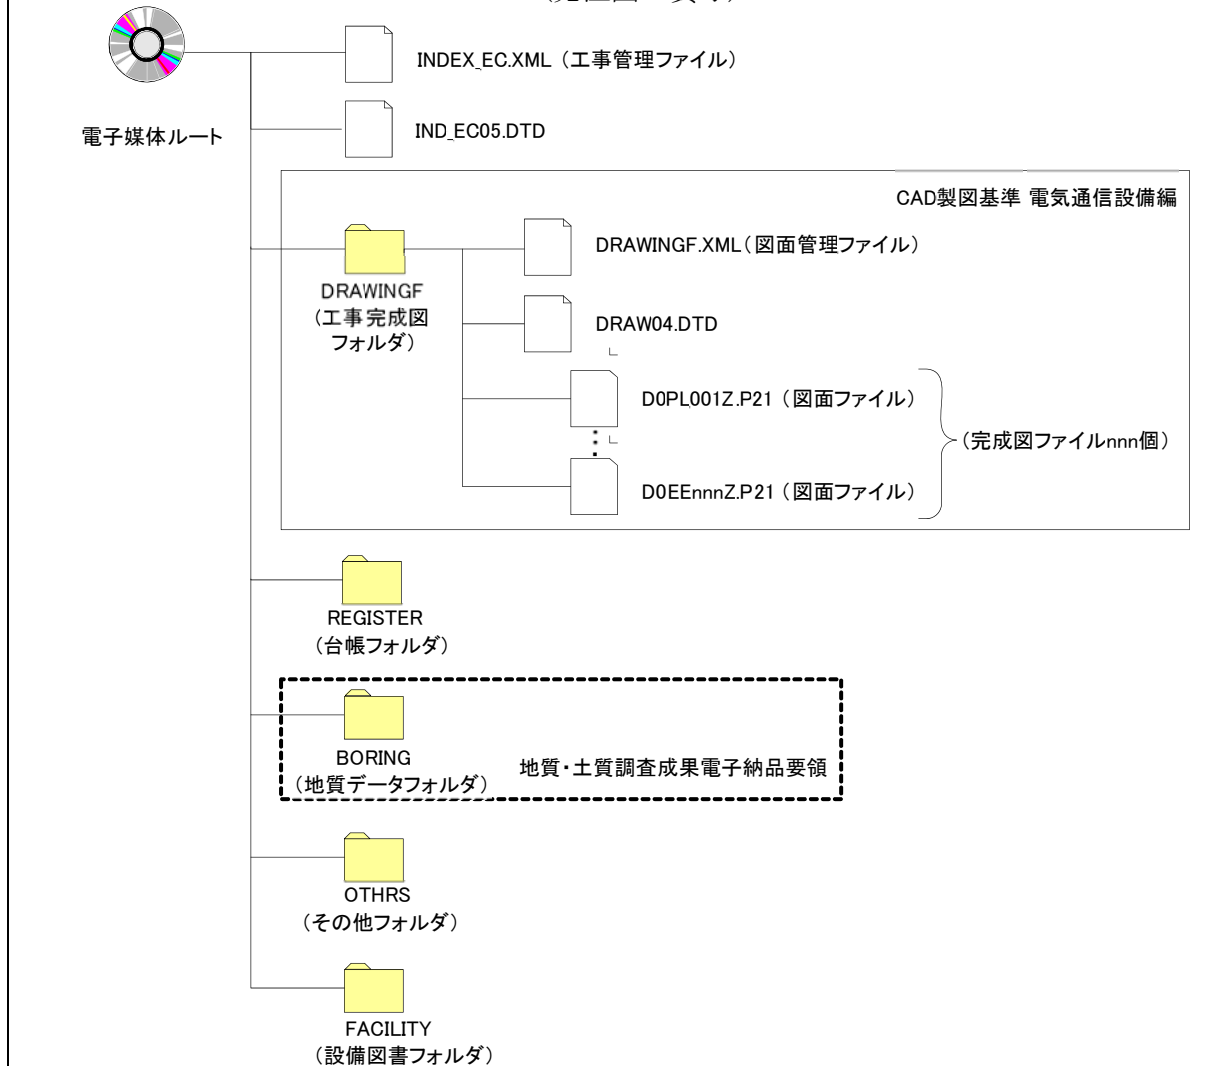 INDEX_EC.XML（工事管理ファイル）
電子媒体ルート
IND_EC05.DTD
CAD製図基準 電気通信設備編
DRAWINGF.XML（図面管理ファイル）
DRAWINGF
（工事完成図
フォルダ）
DRAW04.DTD
D0PL001Z.P21（図面ファイル）
（完成図ファイルnnn個）
D0EEnnnZ.P21（図面ファイル）
REGISTER
（台帳フォルダ）
BORING
（地質データフォルダ）
地質・土質調査成果電子納品要領
OTHRS
（その他フォルダ）
FACILITY
（設備図書フォルダ）